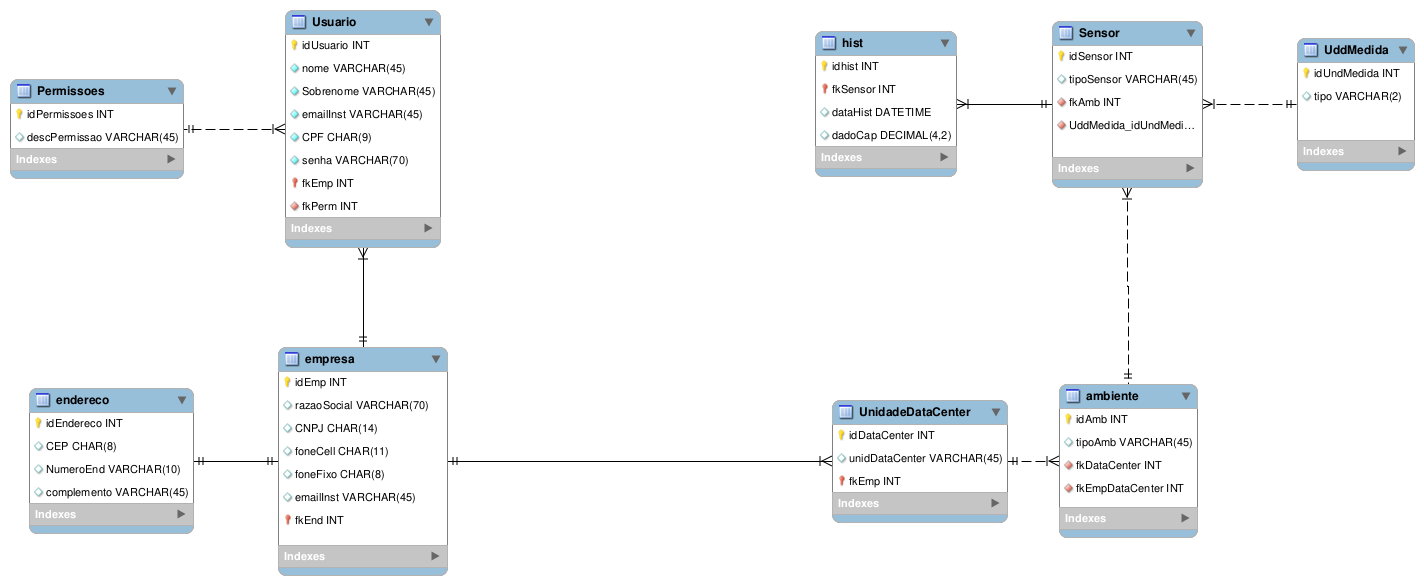 Usuario
idUsuario INT
nome VARCHAR(45)
Sobrenome VARCHAR(45)
emailInst VARCHAR(45)
CPF CHAR(9)
senha VARCHAR(70)
fkEmp INT
fkPerm INT
Indexes
hist
idhist INT
fkSensor INT
dataHist DATETIME
dadoCap DECIMAL(4,2)
Indexes
Sensor
idSensor INT
tipoSensor VARCHAR(45)
fkAmb INT
UddMedida_idUndMedi...
Indexes
UddMedida
idUndMedida INT
tipo VARCHAR(2)
Indexes
Permissoes
idPermissoes INT
descPermissao VARCHAR(45)
Indexes
empresa
idEmp INT
razaoSocial VARCHAR(70)
CNPJ CHAR(14)
foneCell CHAR(11)
foneFixo CHAR(8)
emailInst VARCHAR(45)
fkEnd INT
Indexes
endereco
idEndereco INT
CEP CHAR(8)
NumeroEnd VARCHAR(10)
complemento VARCHAR(45)
Indexes
UnidadeDataCenter
idDataCenter INT
unidDataCenter VARCHAR(45)
fkEmp INT
Indexes
ambiente
idAmb INT
tipoAmb VARCHAR(45)
fkDataCenter INT
fkEmpDataCenter INT
Indexes